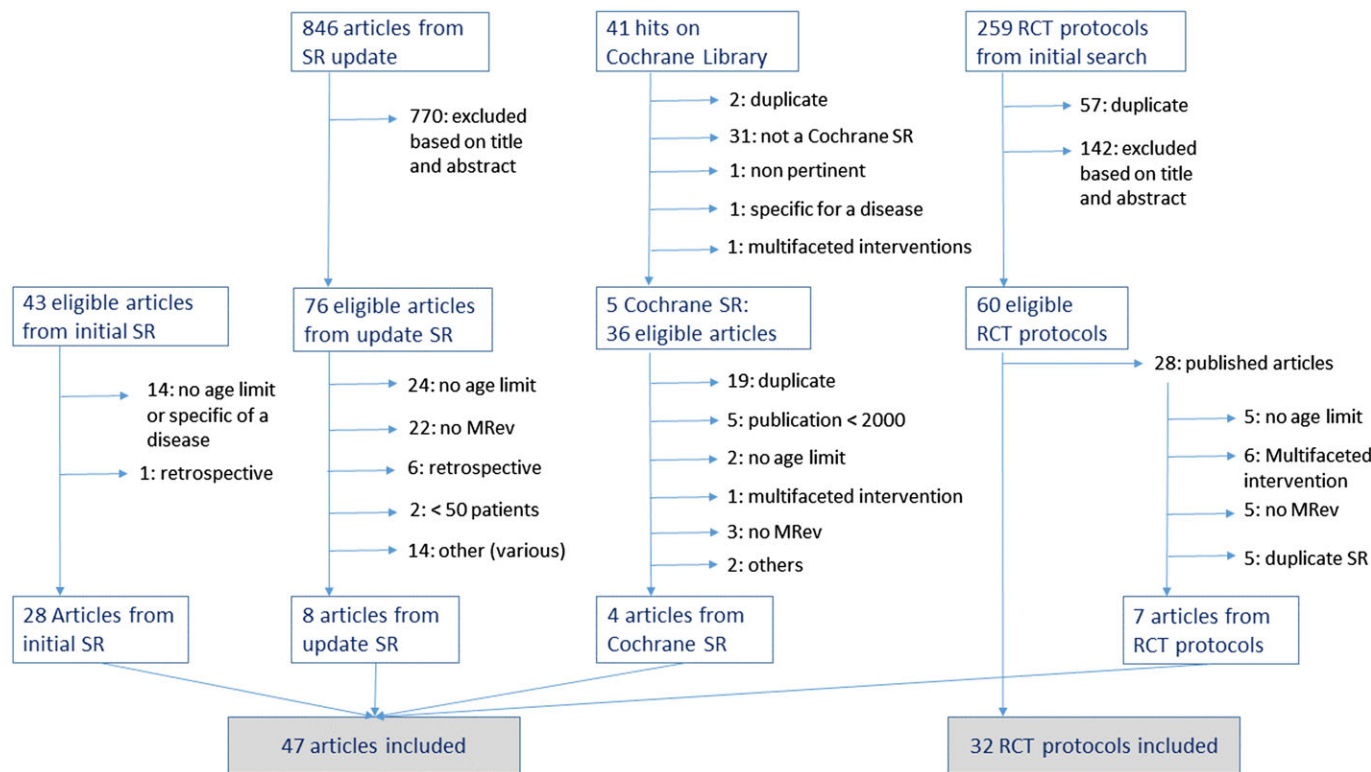 846 articles from
SR update
41 hits on
Cochrane Library
259 RCT protocols
from initial search
770: excluded
based on title
and abstract
2: duplicate
31: not a Cochrane SR
1: non pertinent
1: specific for a disease
1: multifaceted interventions
57: duplicate
142: excluded
based on title
and abstract
43 eligible articles
from initial SR
76 eligible articles
from update SR
5 Cochrane SR:
36 eligible articles
60 eligible
RCT protocols
14: no age limit
or specific of a
disease
1: retrospective
24: no age limit
22: no MRev
6: retrospective
2: < 50 patients
14: other (various)
19: duplicate
5: publication < 2000
2: no age limit
1: multifaceted intervention
3: no MRev
2: others
28: published articles
5: no age limit
6: Multifaceted
intervention
5: no MRev
5: duplicate SR
28 Articles from
initial SR
8 articles from
update SR
4 articles from
Cochrane SR
7 articles from
RCT protocols
47 articles included
32 RCT protocols included